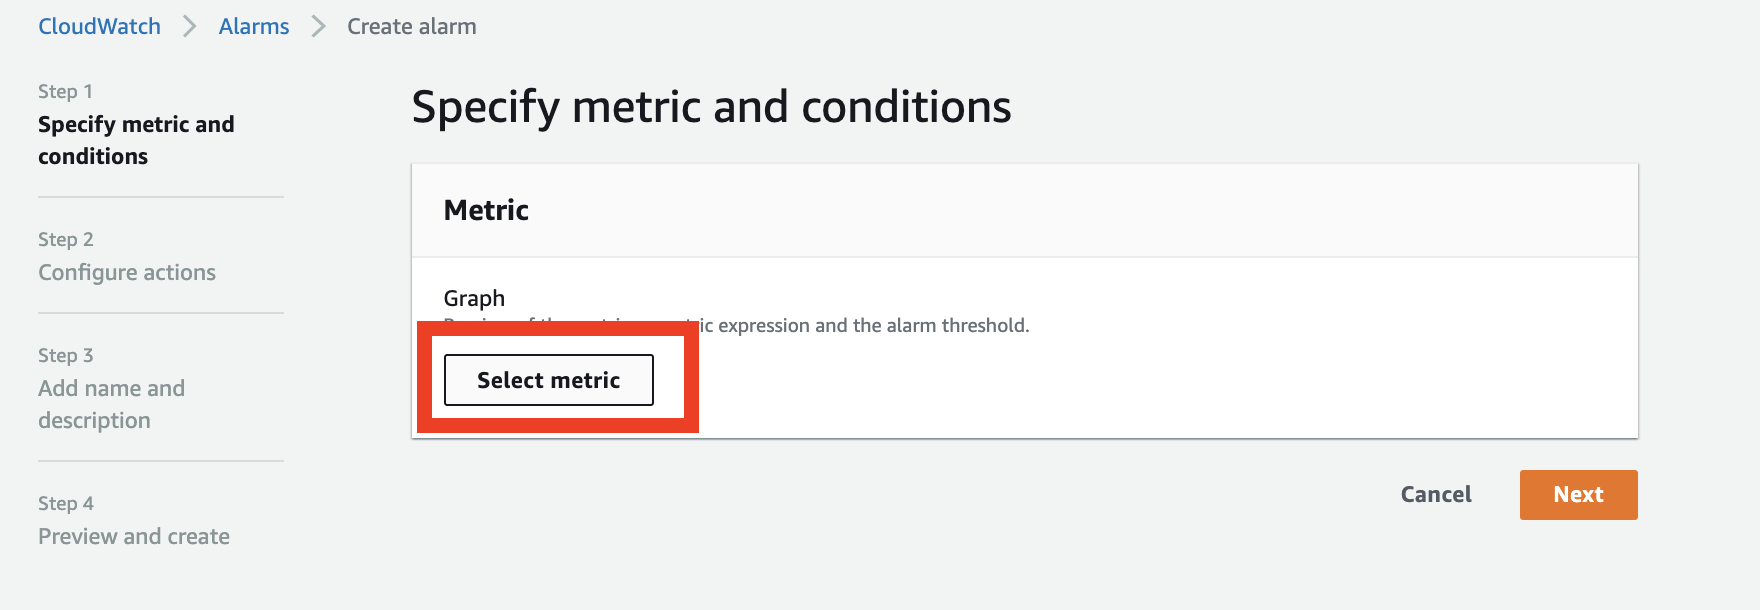 CloudWatch > Alarms > Create alarm
Step 1
Specify metric and
conditions
Step 2
Configure actions
Step 3
Add name and
description
Step 4
Preview and create
Specify metric and conditions
Metric
Graph
expression and the alarm threshold.
Select metric
Cancel
Next